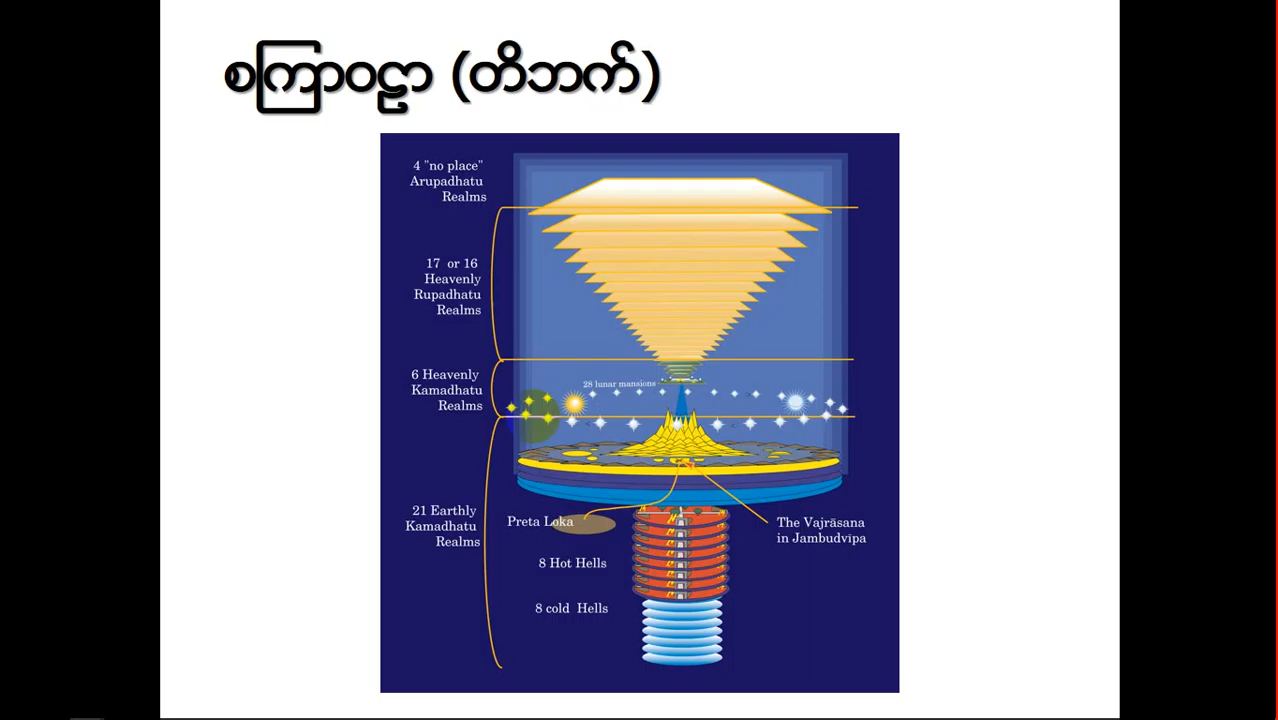 စကြာဝဠာ (တိဘက်)
4 "no place"
Arupadhatu
Realms
17 or 16
Heavenly
Rupadhatu
Realms
6 Heavenly
Kamadhatu
Realms
28 lunar mansions
21 Earthly
Kamadhatu
Realms
Preta Loka
The Vajrāsana
in Jambudvīpa
8 Hot Hells
8 cold Hells